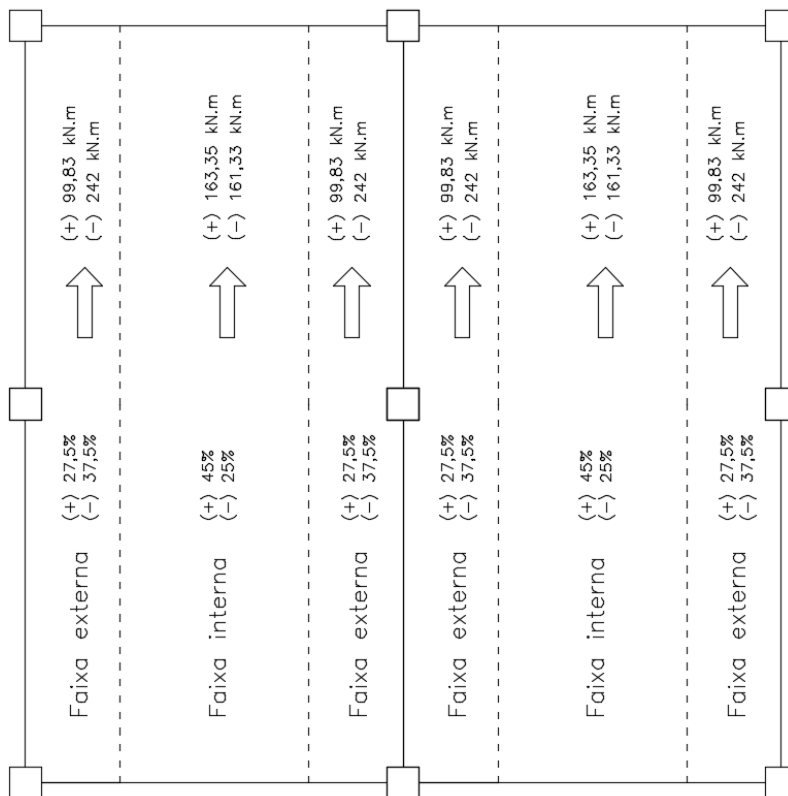 Faixa externa
(+) 27,5%
(-) 37,5%
(+) 99,83 kN.m
(-) 242 kN.m
Faixa interna
(+) 45%
(-) 25%
(+) 163,35 kN.m
(-) 161,33 kN.m
Faixa externa
(+) 27,5%
(-) 37,5%
(+) 99,83 kN.m
(-) 242 kN.m
Faixa externa
(+) 27,5%
(-) 37,5%
(+) 99,83 kN.m
(-) 242 kN.m
Faixa interna
(+) 45%
(-) 25%
(+) 163,35 kN.m
(-) 161,33 kN.m
Faixa externa
(+) 27,5%
(-) 37,5%
(+) 99,83 kN.m
(-) 242 kN.m